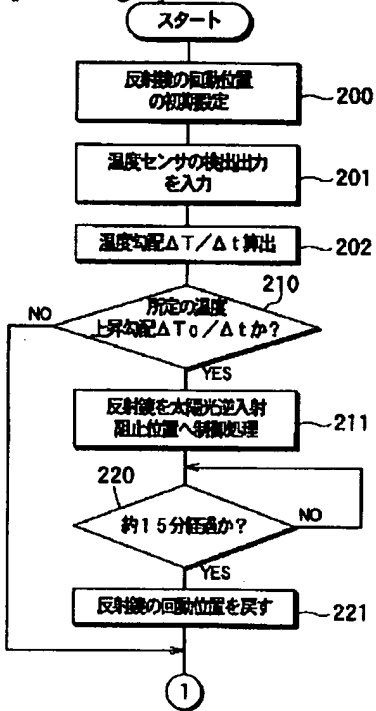 スタート
反射鏡の回動位置
の初期設定
200
温度センサの検出出力
を入力
201
温度勾配ΔT／Δt算出
202
210
所定の温度
上昇勾配ΔTo／Δtか？
NO
YES
反射鏡を太陽光逆入射
阻止位置へ制御処理
211
220
約15分経過か？
NO
YES
反射鏡の回動位置を戻す
221
1